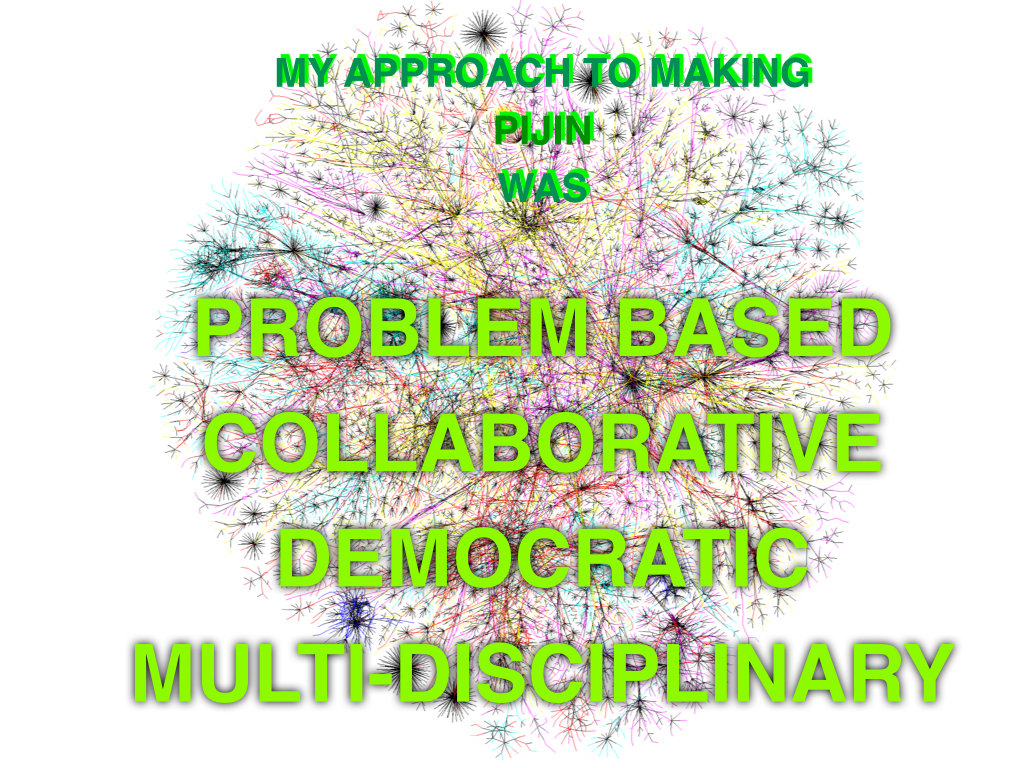 MY APPROACH TO MAKING
PIJIN
WAS
PROBLEM BASED
COLLABORATIVE
DEMOCRATIC
MULTI-DISCIPLINARY